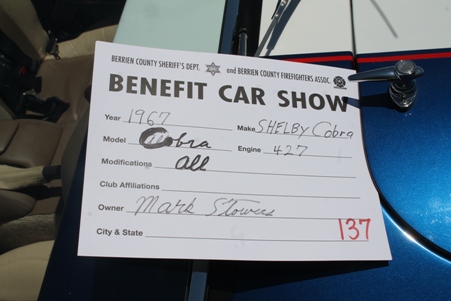 BERRIEN COUNTY SHERIFF'S DEPT. and BERRIEN COUNTY FIREFIGHTERS ASSOC.
BENEFIT CAR SHOW
Year 1967 Make SHELBY Cobra
Model Cobra Engine 427
Modifications All
Club Affiliations
Owner Mark Stowers
City & State 137